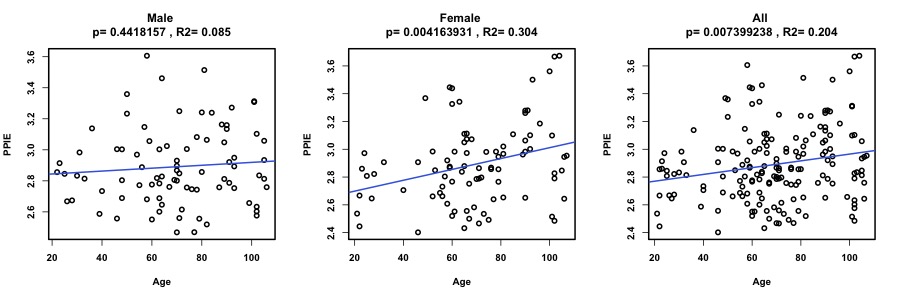 Male
p= 0.4418157 , R2= 0.085
PPIE
3.6
3.4
3.2
3.0
2.8
2.6
20 40 60 80 100
Age
Female
p= 0.004163931 , R2= 0.304
PPIE
3.6
3.4
3.2
3.0
2.8
2.6
2.4
20 40 60 80 100
Age
All
p= 0.007399238 , R2= 0.204
PPIE
3.6
3.4
3.2
3.0
2.8
2.6
2.4
20 40 60 80 100
Age